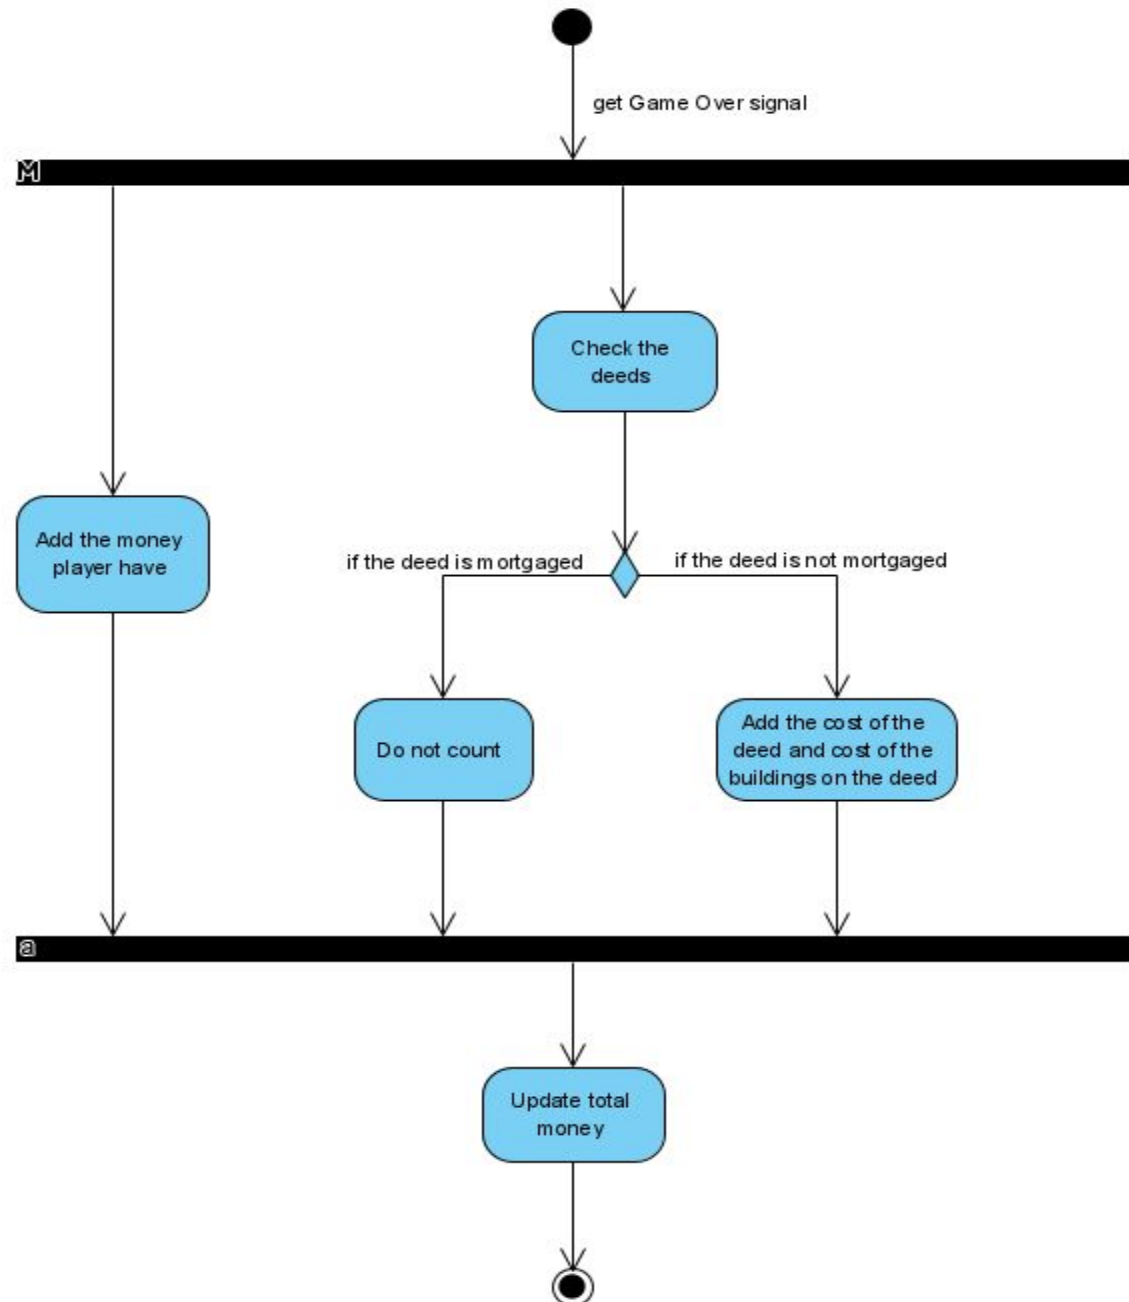 get Game Over signal
M
Check the
deeds
Add the money
player have
if the deed is mortgaged
if the deed is not mortgaged
Do not count
Add the cost of the
deed and cost of the
buildings on the deed
a
Update total
money